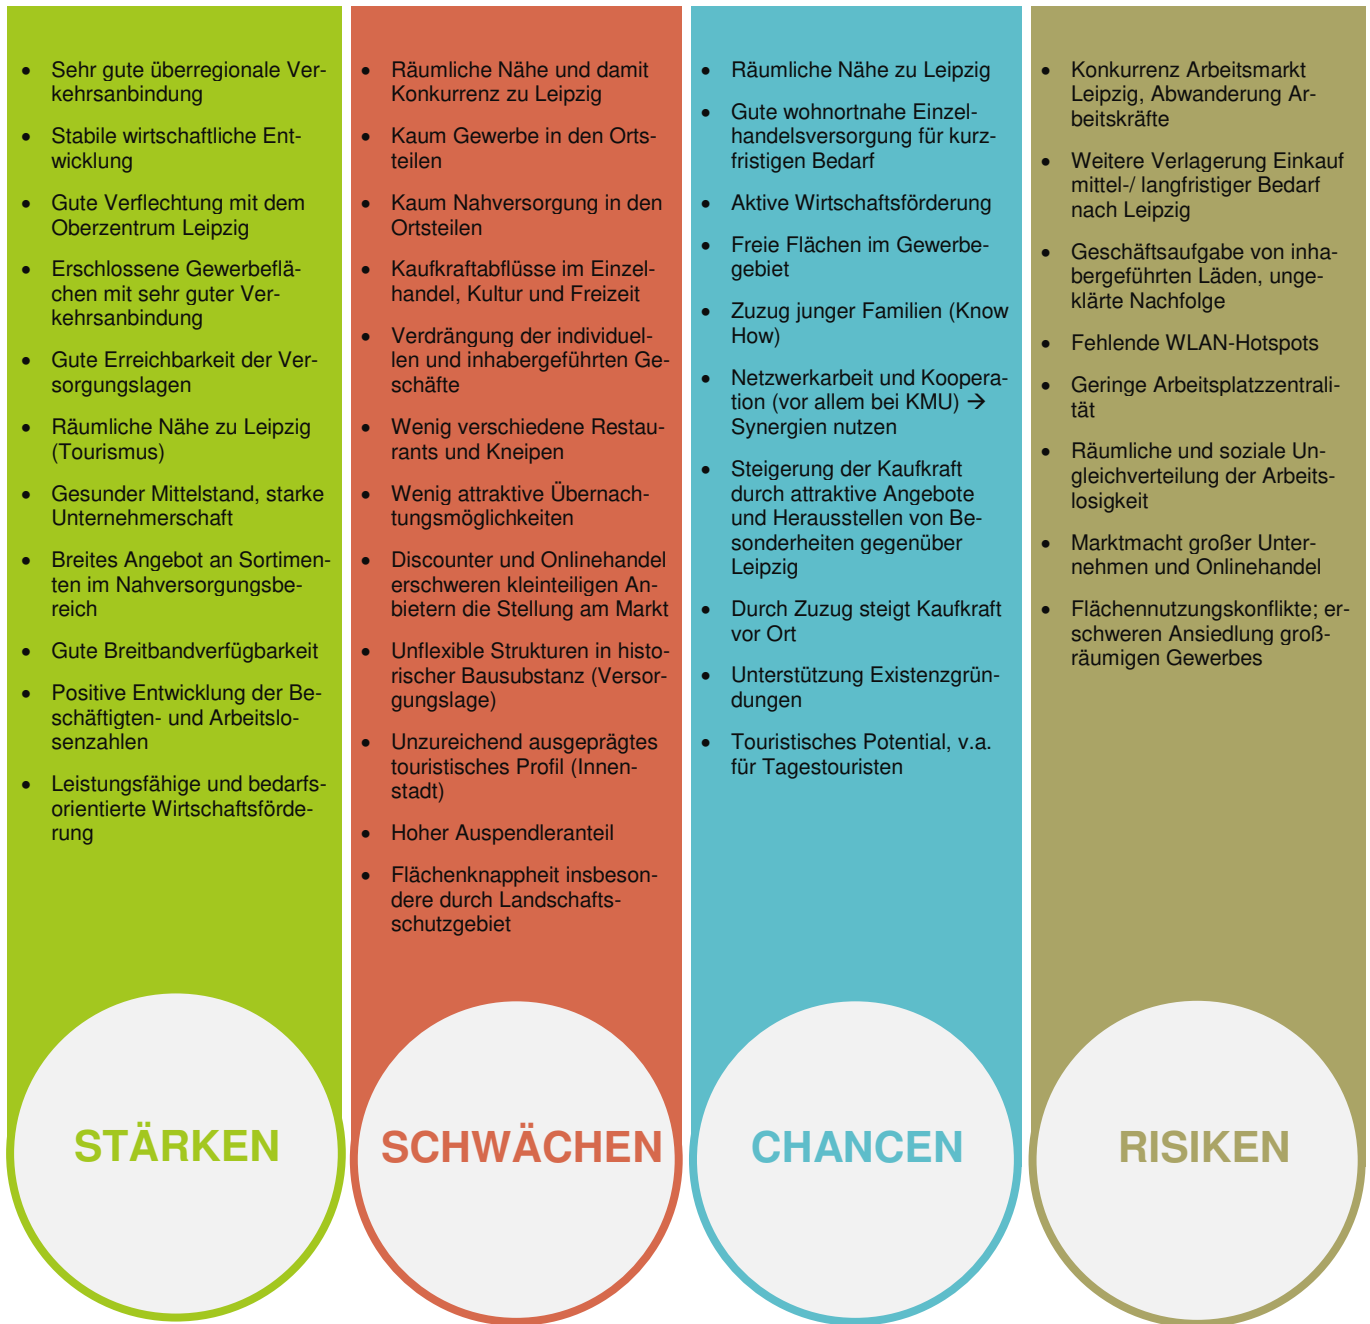 • Sehr gute überregionale Ver-
kehrsanbindung
• Stabile wirtschaftliche Ent-
wicklung
• Gute Verflechtung mit dem
Oberzentrum Leipzig
• Erschlossene Gewerbeflä-
chen mit sehr guter Ver-
kehrsanbindung
• Gute Erreichbarkeit der Ver-
sorgungslagen
• Räumliche Nähe zu Leipzig
(Tourismus)
• Gesunder Mittelstand, starke
Unternehmerschaft
• Breites Angebot an Sortimen-
ten im Nahversorgungsbe-
reich
• Gute Breitbandverfügbarkeit
• Positive Entwicklung der Be-
schäftigten- und Arbeitslo-
senzahlen
• Leistungsfähige und bedarfs-
orientierte Wirtschaftsförde-
rung
STÄRKEN
• Räumliche Nähe und damit
Konkurrenz zu Leipzig
• Kaum Gewerbe in den Orts-
teilen
• Kaum Nahversorgung in den
Ortsteilen
• Kaufkraftabflüsse im Einzel-
handel, Kultur und Freizeit
• Verdrängung der individuel-
len und inhabergeführten Ge-
schäfte
• Wenig verschiedene Restau-
rants und Kneipen
• Wenig attraktive Übernach-
tungsmöglichkeiten
• Discounter und Onlinehandel
erschweren kleinteiligen An-
bietern die Stellung am Markt
• Unflexible Strukturen in histo-
rischer Bausubstanz (Versor-
gungslage)
• Unzureichend ausgeprägtes
touristisches Profil (Innen-
stadt)
• Hoher Auspendleranteil
• Flächenknappheit insbeson-
dere durch Landschafts-
schutzgebiet
SCHWÄCHEN
• Räumliche Nähe zu Leipzig
• Gute wohnortnahe Einzel-
handelsversorgung für kurz-
fristigen Bedarf
• Aktive Wirtschaftsförderung
• Freie Flächen im Gewerbe-
gebiet
• Zuzug junger Familien (Know
How)
• Netzwerkarbeit und Koopera-
tion (vor allem bei KMU) →
Synergien nutzen
• Steigerung der Kaufkraft
durch attraktive Angebote
und Herausstellen von Be-
sonderheiten gegenüber
Leipzig
• Durch Zuzug steigt Kaufkraft
vor Ort
• Unterstützung Existenzgrün-
dungen
• Touristisches Potential, v.a.
für Tagestouristen
CHANCEN
• Konkurrenz Arbeitsmarkt
Leipzig, Abwanderung Ar-
beitskräfte
• Weitere Verlagerung Einkauf
mittel-/ langfristiger Bedarf
nach Leipzig
• Geschäftsaufgabe von inha-
bergeführten Läden, unge-
klärte Nachfolge
• Fehlende WLAN-Hotspots
• Geringe Arbeitsplatzzentrali-
tät
• Räumliche und soziale Un-
gleichverteilung der Arbeits-
losigkeit
• Marktmacht großer Unter-
nehmen und Onlinehandel
• Flächennutzungskonflikte; er-
schweren Ansiedlung groß-
räumigen Gewerbes
RISIKEN